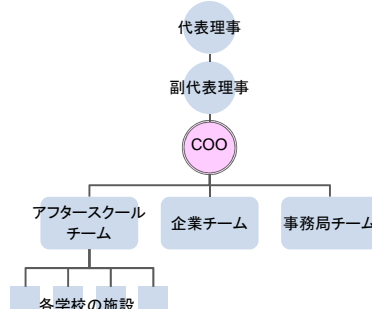 代表理事
副代表理事
COO
アフタースクール
チーム
企業チーム
事務局チーム
各学校の施設